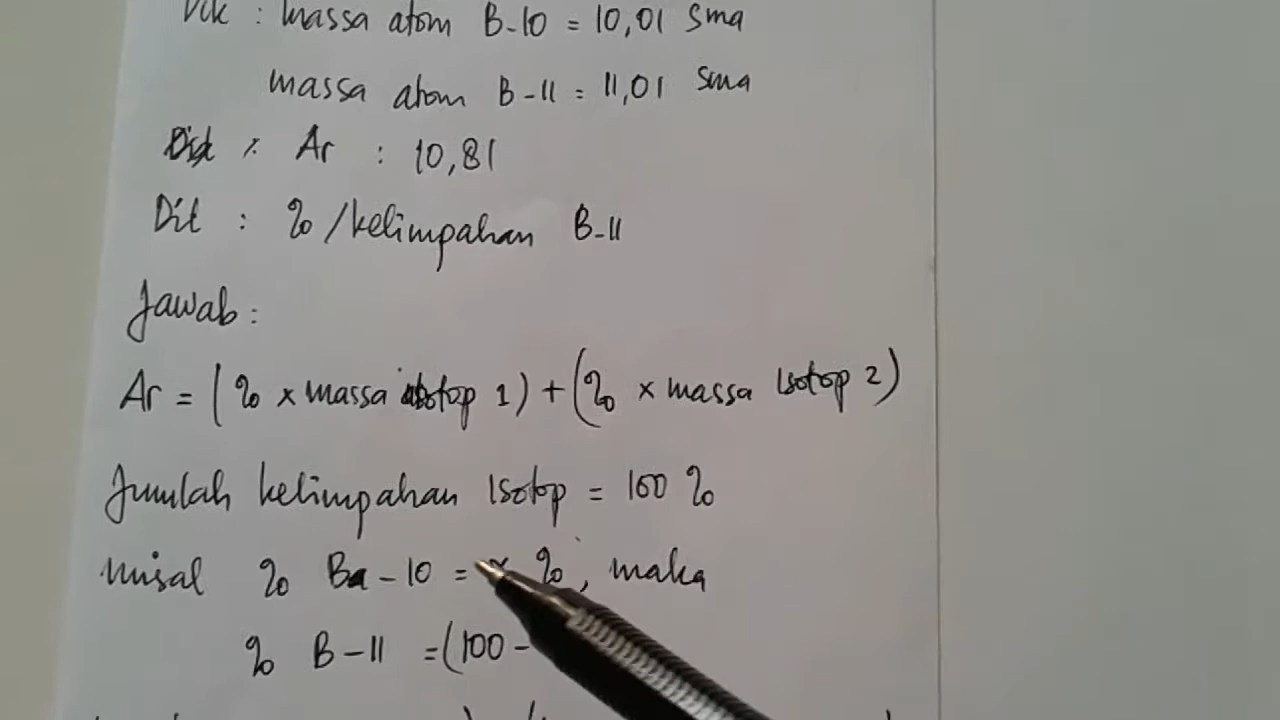 Dik : massa atom B-10 = 10,01 sma
massa atom B-11 = 11,01 sma
: Ar : 10,81
Dit : % /kelimpahan B-11
Jawab :
Ar = (% x massa isotop 1) + (% x massa Isotop 2)
Jumlah kelimpahan Isotop = 100 %
misal % Ba-10 = x %, maka
% B-11 = (100 -